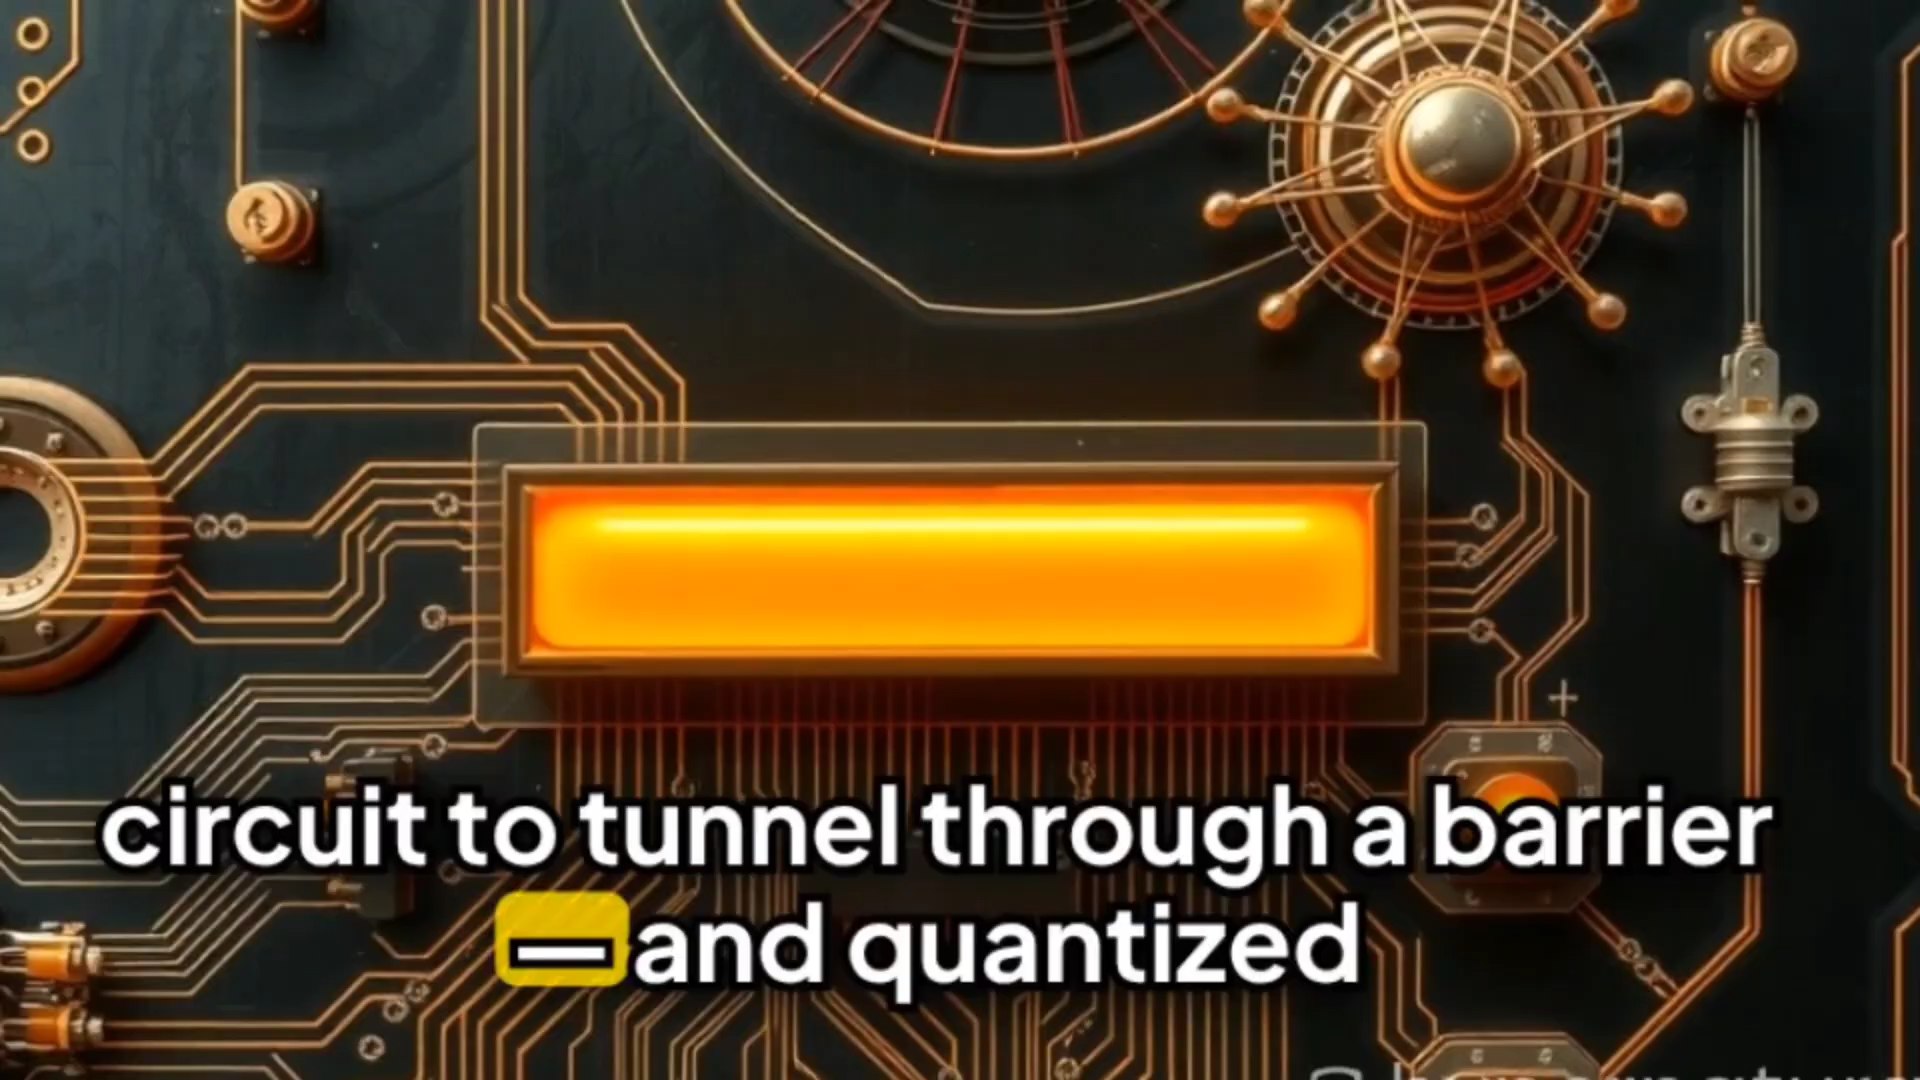 circuit to tunnel through a barrier
— and quantized